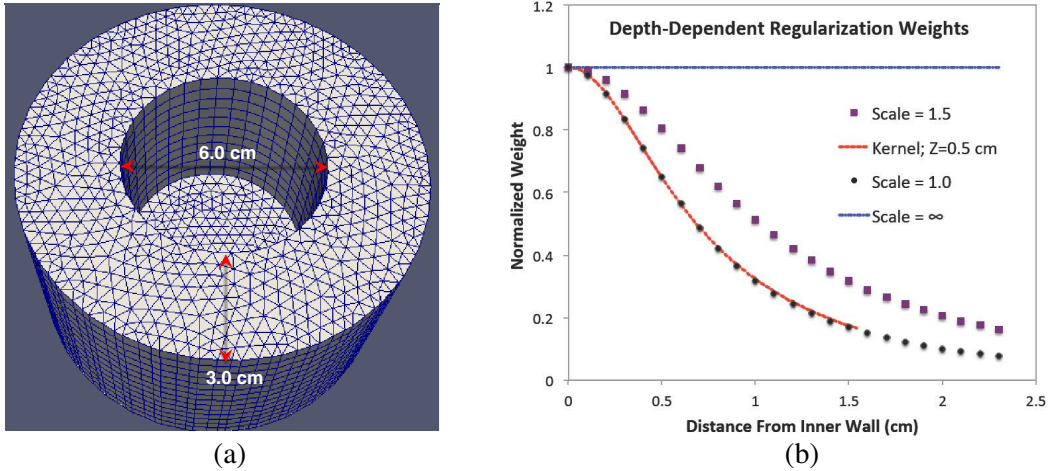 6.0 cm
3.0 cm
(a)
Depth-Dependent Regularization Weights
Normalized Weight
1.2
1
0.8
0.6
0.4
0.2
0
Scale = 1.5
Kernel; Z=0.5 cm
Scale = 1.0
Scale = ∞
0
0.5
1
1.5
2
2.5
Distance From Inner Wall (cm)
(b)